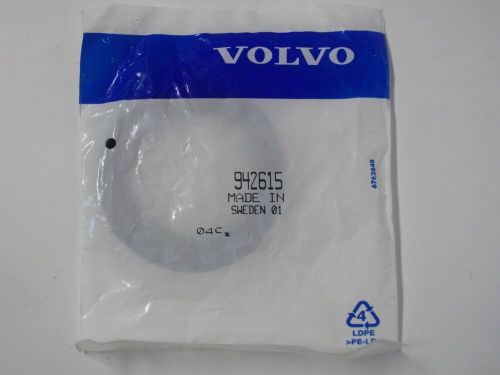 VOLVO
942615
MADE IN
SWEDEN 01
04C*
6763848
4
LDPE
>PE-LD